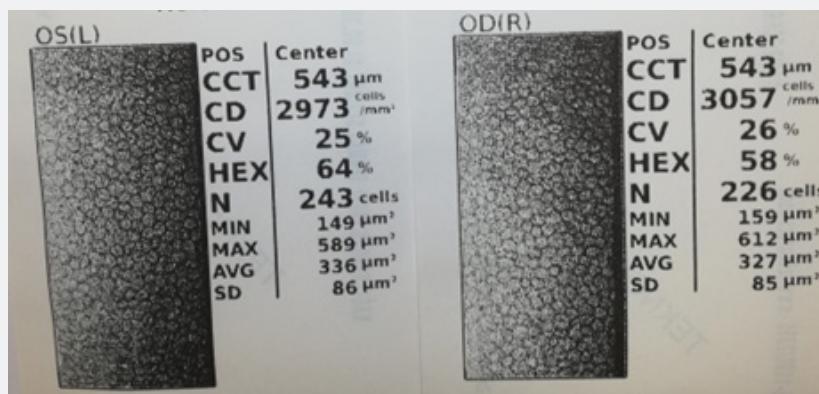 OS(L)
POS Center
CCT 543 µm
CD 2973 cells/mm²
CV 25 %
HEX 64 %
N 243 cells
MIN 149 µm²
MAX 589 µm²
AVG 336 µm²
SD 86 µm²
OD(R)
POS Center
CCT 543 µm
CD 3057 cells/mm²
CV 26 %
HEX 58 %
N 226 cells
MIN 159 µm²
MAX 612 µm²
AVG 327 µm²
SD 85 µm²